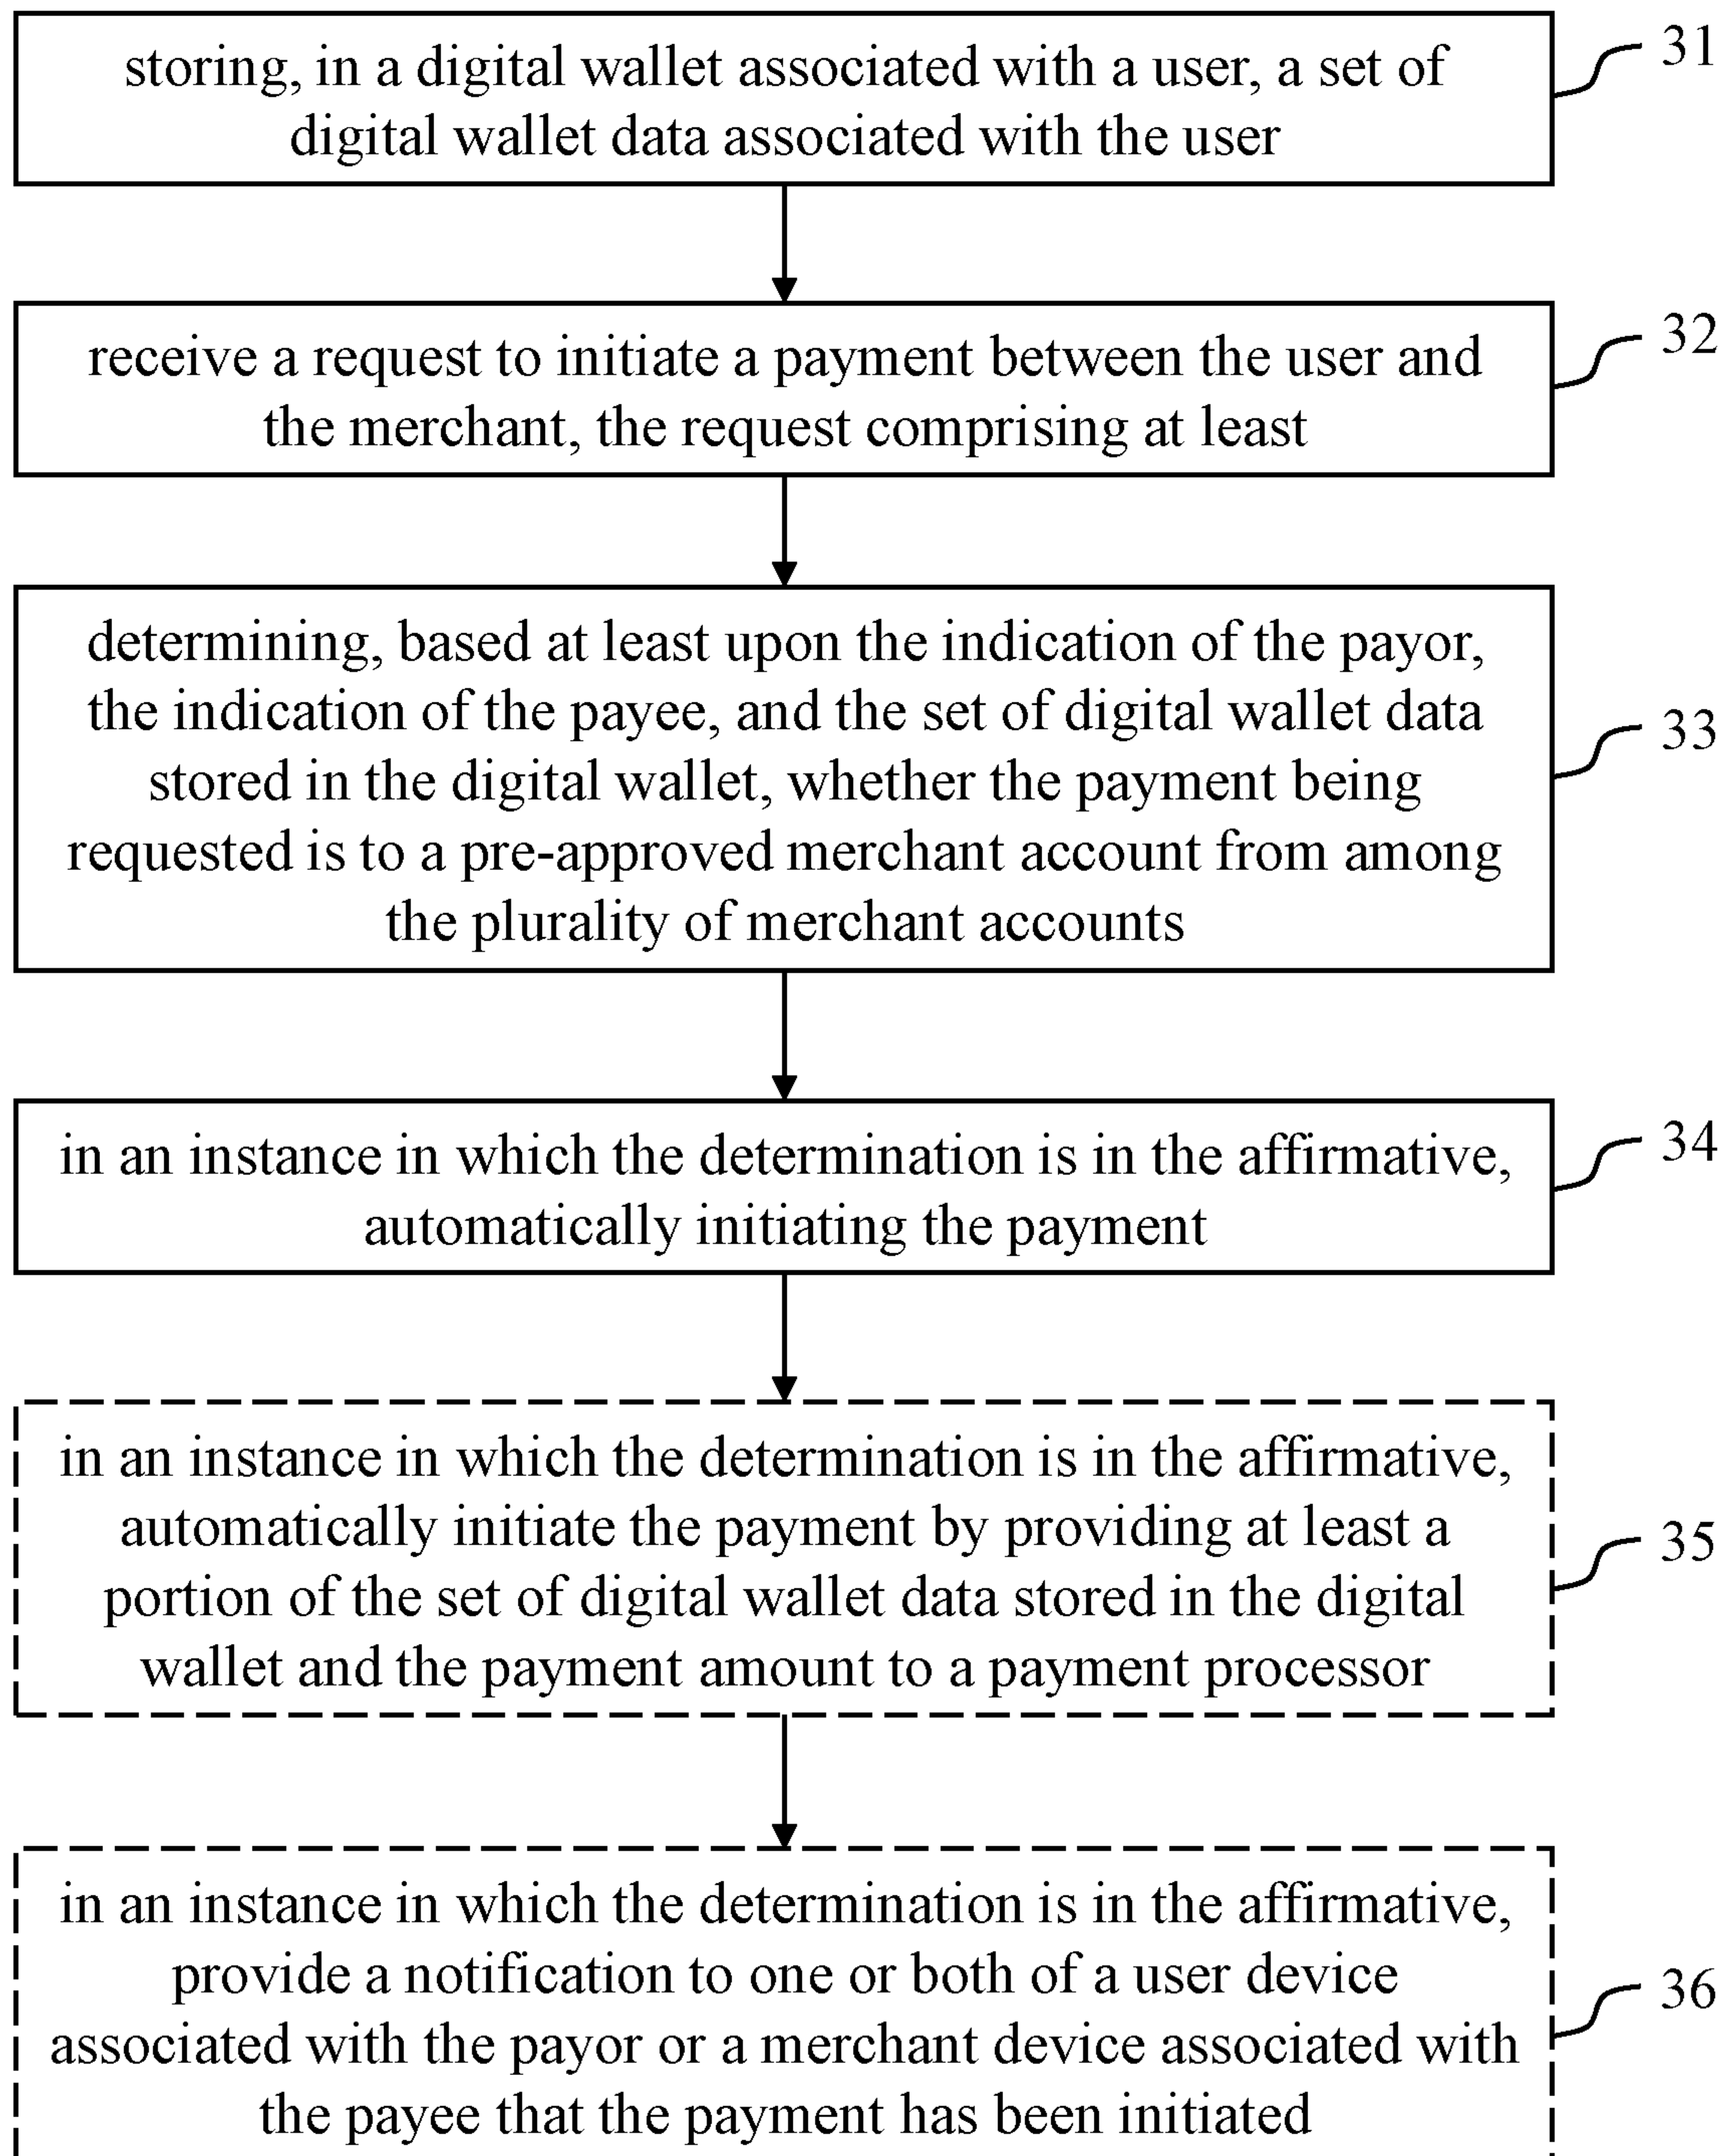 storing, in a digital wallet associated with a user, a set of
digital wallet data associated with the user
31
receive a request to initiate a payment between the user and
the merchant, the request comprising at least
32
determining, based at least upon the indication of the payor,
the indication of the payee, and the set of digital wallet data
stored in the digital wallet, whether the payment being
requested is to a pre-approved merchant account from among
the plurality of merchant accounts
33
in an instance in which the determination is in the affirmative,
automatically initiating the payment
34
in an instance in which the determination is in the affirmative,
automatically initiate the payment by providing at least a
portion of the set of digital wallet data stored in the digital
wallet and the payment amount to a payment processor
35
in an instance in which the determination is in the affirmative,
provide a notification to one or both of a user device
associated with the payor or a merchant device associated with
the payee that the payment has been initiated
36